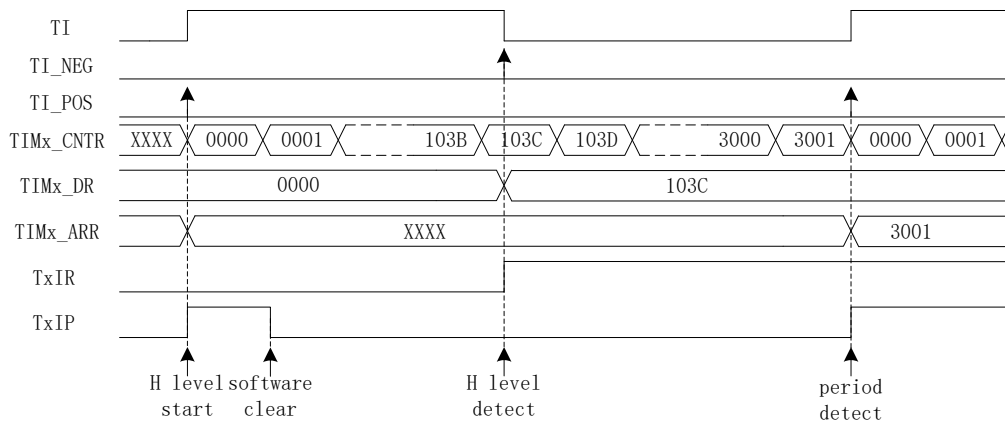 TI
TI_NEG
TI_POS
TIMx_CNTR XXXX 0000 0001 103B 103C 103D 3000 3001 0000 0001
TIMx_DR 0000 103C
TIMx_ARR XXXX 3001
TxIR
TxIP
H level start
software clear
H level detect
period detect